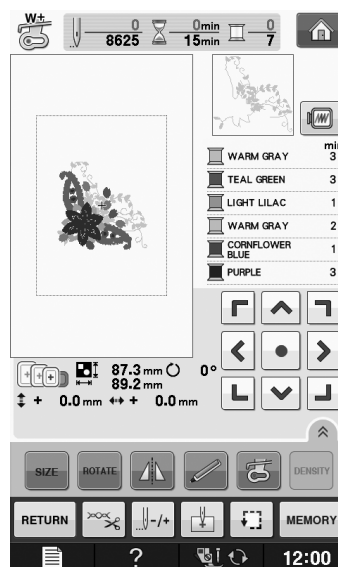 W+
0 0min 0
8625 15min 7
min
WARM GRAY 3
TEAL GREEN 3
LIGHT LILAC 1
WARM GRAY 2
CORNFLOWER
BLUE 1
PURPLE 3
87.3 mm 0°
89.2 mm
+ 0.0 mm + 0.0 mm
SIZE ROTATE DENSITY
RETURN -/+ MEMORY
? 12:00